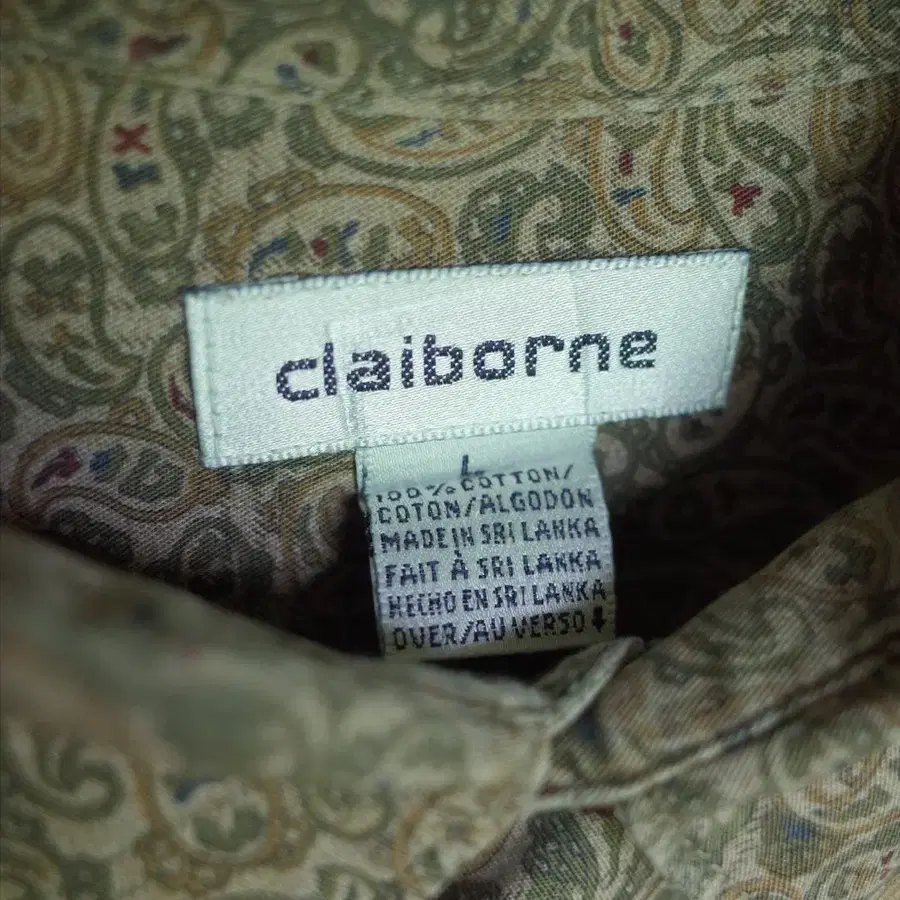 claiborne
L
100% COTTON/
COTON/ALGODON
MADE IN SRI LANKA
FAIT À SRI LANKA
HECHO EN SRI LANKA
OVER/AU VERSO ↓